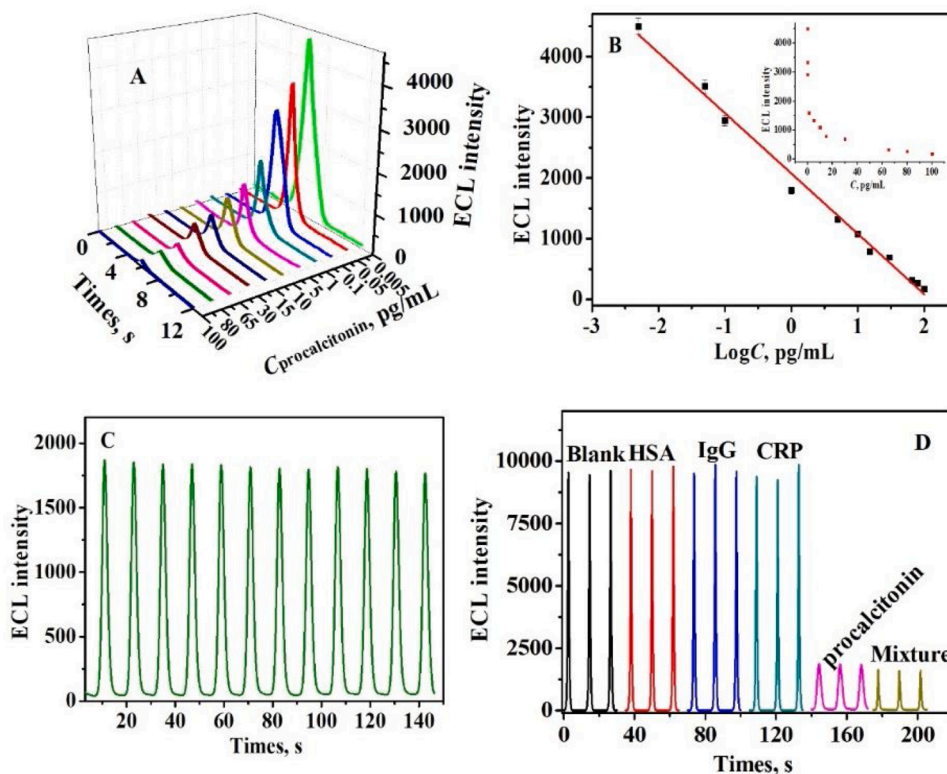 A
4000
3000
2000
1000
0
ECL intensity
0
4
8
12
Times, s
100
80
65
30
15
10
5
1
0.1
0.05
0.005
Cprocalcitonin, pg/mL
B
4000
3000
2000
1000
0
ECL intensity
-3
-2
-1
0
1
2
LogC, pg/mL
4000
3000
2000
1000
0
ECL intensity
0 20 40 60 80 100
C, pg/mL
C
2000
1500
1000
500
0
ECL intensity
20 40 60 80 100 120 140
Times, s
D
Blank HSA IgG CRP
procalcitonin
Mixture
10000
7500
5000
2500
0
ECL intensity
0 40 80 120 160 200
Times, s